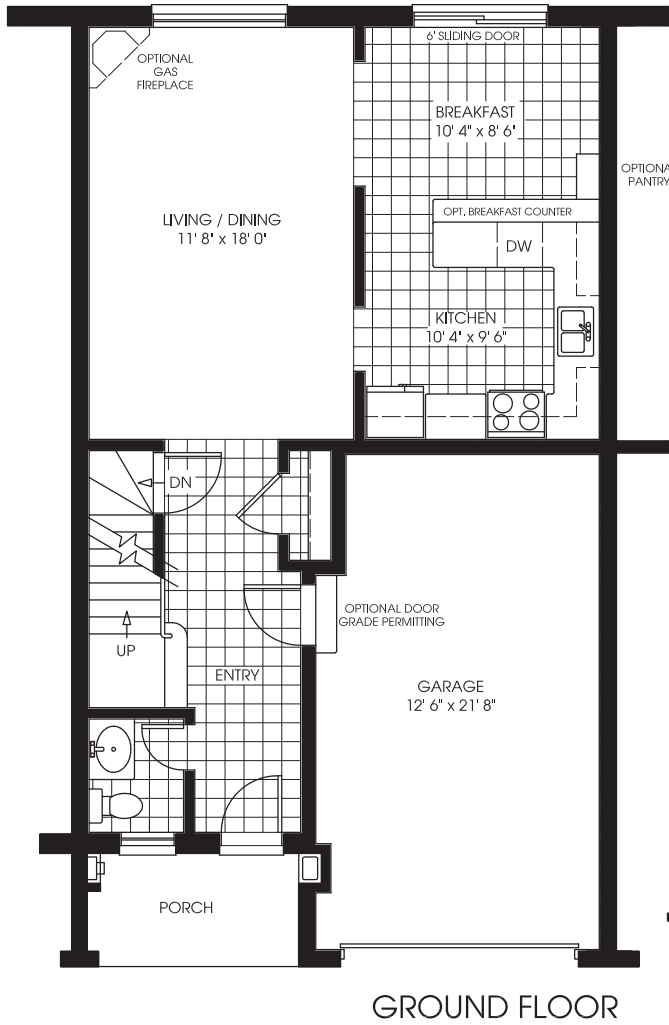 6' SLIDING DOOR
OPTIONAL
GAS
FIREPLACE
BREAKFAST
10' 4" x 8' 6"
OPTIONA
PANTRY
LIVING / DINING
11' 8" x 18' 0"
OPT. BREAKFAST COUNTER
DW
KITCHEN
10' 4" x 9' 6"
DN
OPTIONAL DOOR
GRADE PERMITTING
UP
ENTRY
GARAGE
12' 6" x 21' 8"
PORCH
GROUND FLOOR